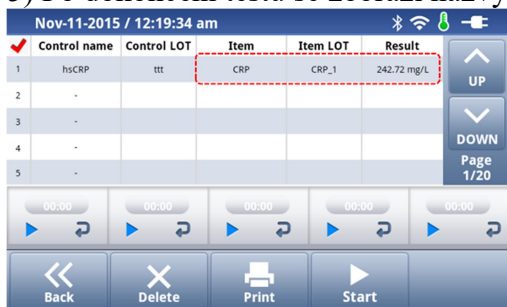 Nov-11-2015 / 12:19:34 am
Control name Control LOT Item Item LOT Result
1 hsCRP ttt CRP CRP_1 242.72 mg/L
2 -
3 -
4 -
5 -
UP
DOWN
Page
1/20
00:00 00:00 00:00 00:00 00:00
Back Delete Print Start